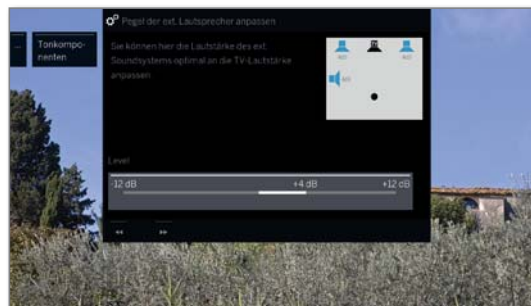 Pegel der ext. Lautsprecher anpassen
Tonkompo-
nenten
Sie können hier die Lautstärke des ext.
Soundsystems optimal an die TV-Lautstärke
anpassen
Level
-12 dB +4 dB +12 dB